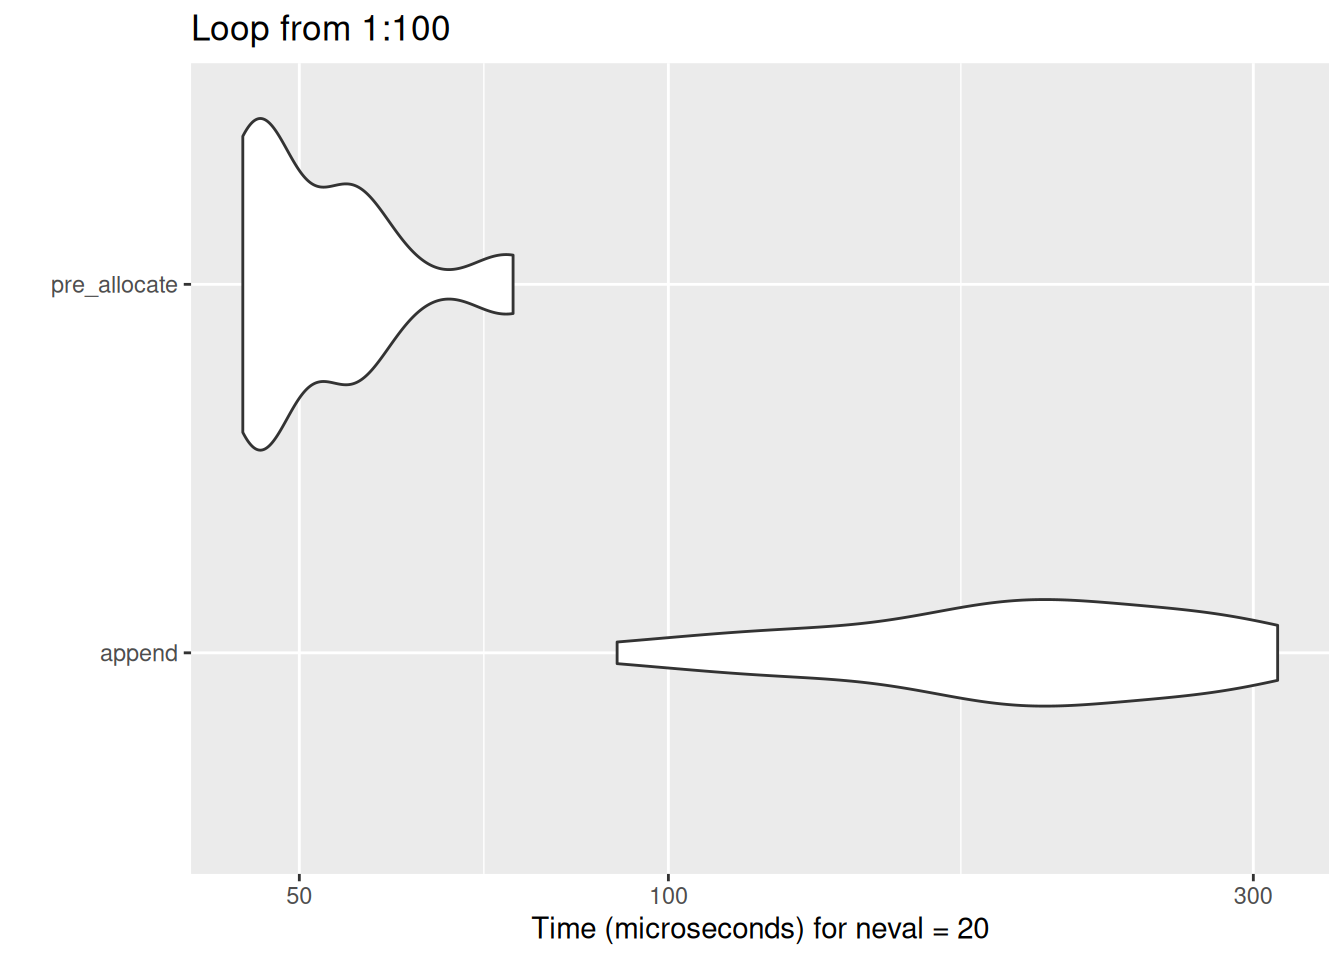 Loop from 1:100
pre_allocate
append
50 100 300
Time (microseconds) for neval = 20